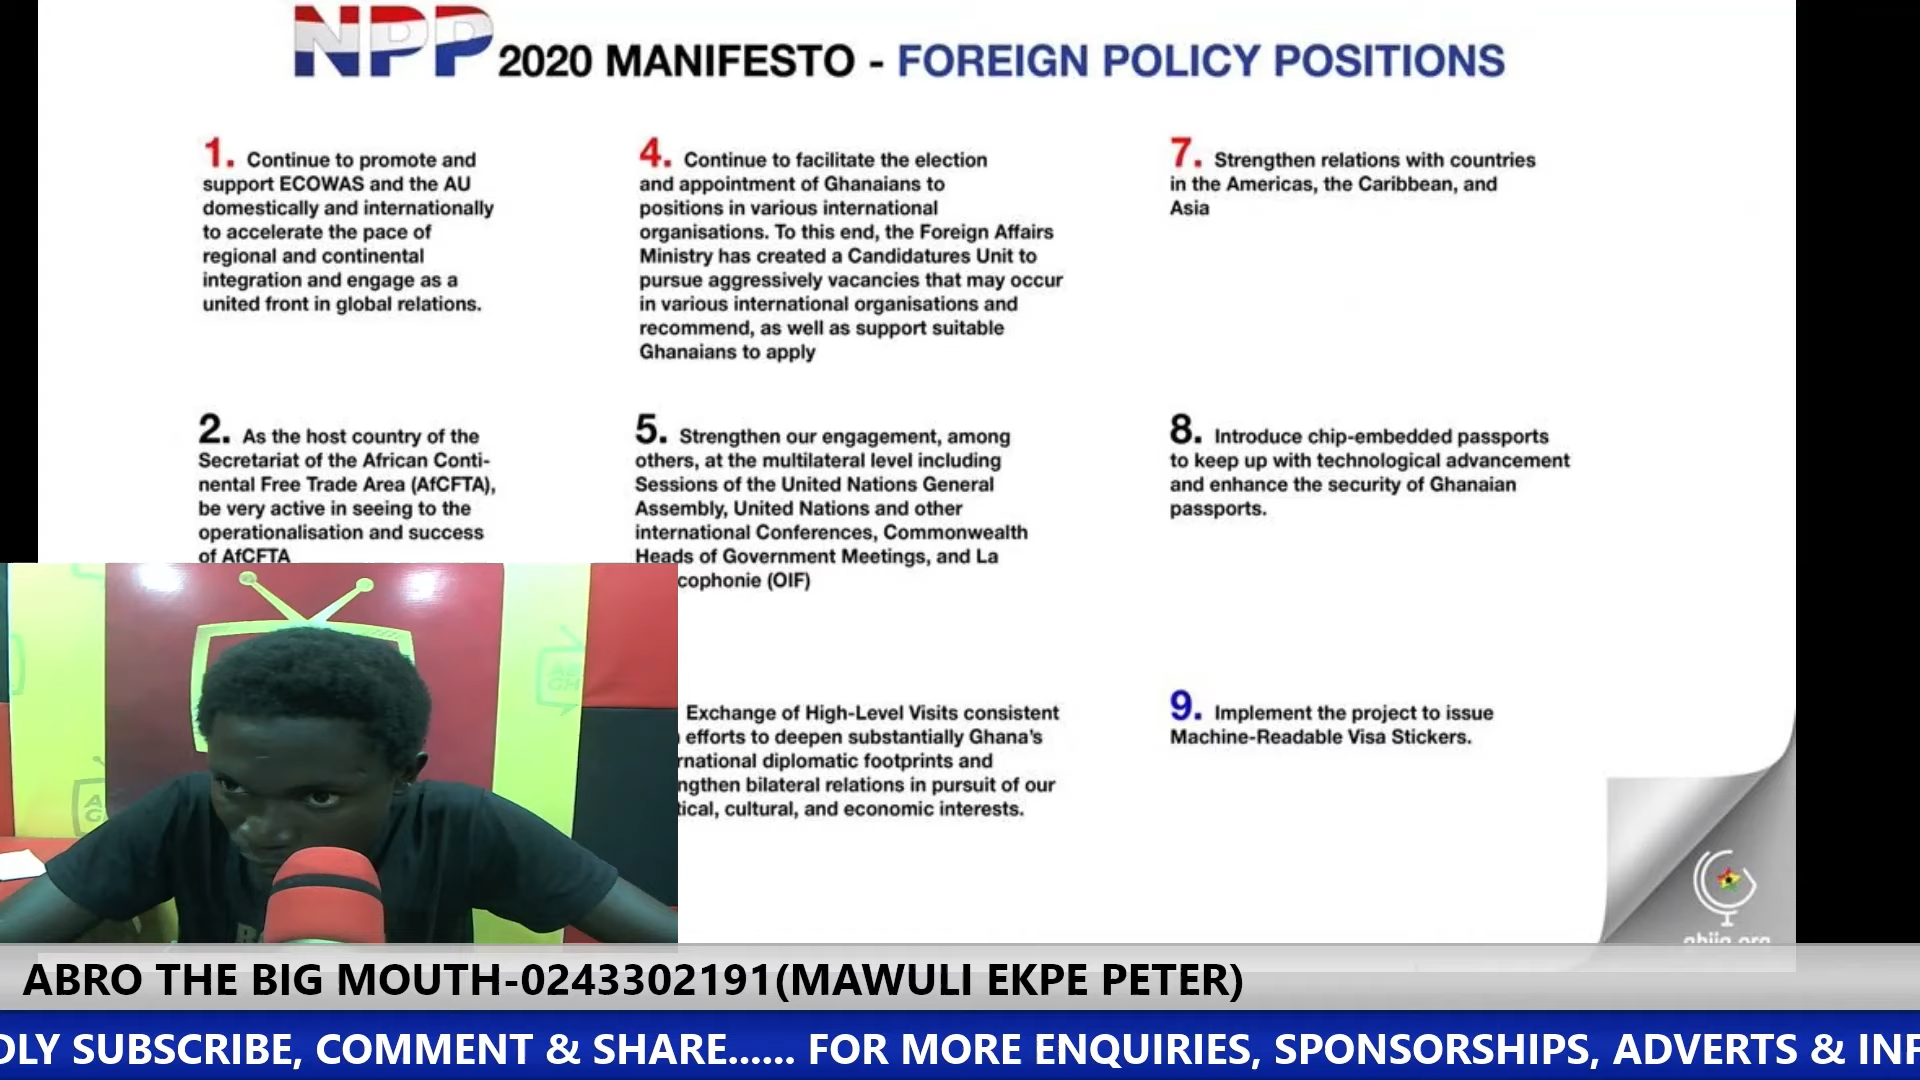 NPP 2020 MANIFESTO - FOREIGN POLICY POSITIONS
1. Continue to promote and
support ECOWAS and the AU
domestically and internationally
to accelerate the pace of
regional and continental
integration and engage as a
united front in global relations.
2. As the host country of the
Secretariat of the African Conti-
nental Free Trade Area (AfCFTA),
be very active in seeing to the
operationalisation and success
of AfCFTA
4. Continue to facilitate the election
and appointment of Ghanaians to
positions in various international
organisations. To this end, the Foreign Affairs
Ministry has created a Candidatures Unit to
pursue aggressively vacancies that may occur
in various international organisations and
recommend, as well as support suitable
Ghanaians to apply
5. Strengthen our engagement, among
others, at the multilateral level including
Sessions of the United Nations General
Assembly, United Nations and other
international Conferences, Commonwealth
Heads of Government Meetings, and La
cophonie (OIF)
Exchange of High-Level Visits consistent
efforts to deepen substantially Ghana's
rnational diplomatic footprints and
ngthen bilateral relations in pursuit of our
ical, cultural, and economic interests.
7. Strengthen relations with countries
in the Americas, the Caribbean, and
Asia
8. Introduce chip-embedded passports
to keep up with technological advancement
and enhance the security of Ghanaian
passports.
9. Implement the project to issue
Machine-Readable Visa Stickers.
ABRO THE BIG MOUTH-0243302191(MAWULI EKPE PETER)
DLY SUBSCRIBE, COMMENT & SHARE...... FOR MORE ENQUIRIES, SPONSORSHIPS, ADVERTS & INF